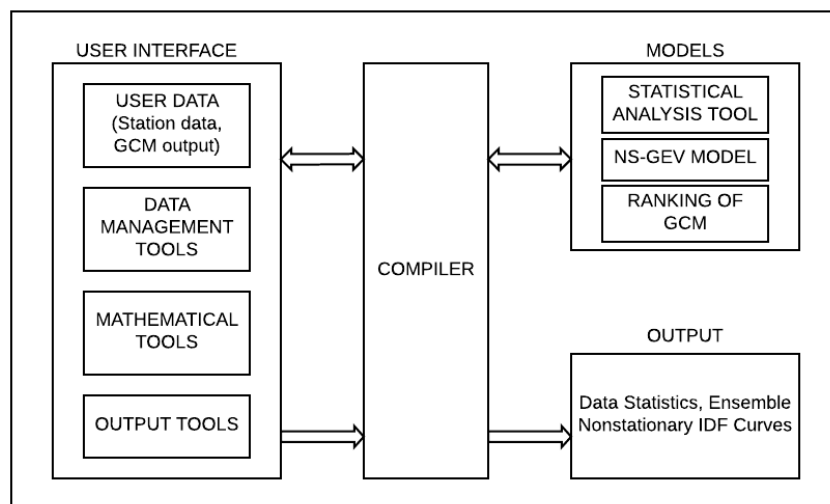 USER INTERFACE
USER DATA
(Station data,
GCM output)
DATA
MANAGEMENT
TOOLS
MATHEMATICAL
TOOLS
OUTPUT TOOLS
COMPILER
MODELS
STATISTICAL
ANALYSIS TOOL
NS-GEV MODEL
RANKING OF
GCM
OUTPUT
Data Statistics, Ensemble
Nonstationary IDF Curves